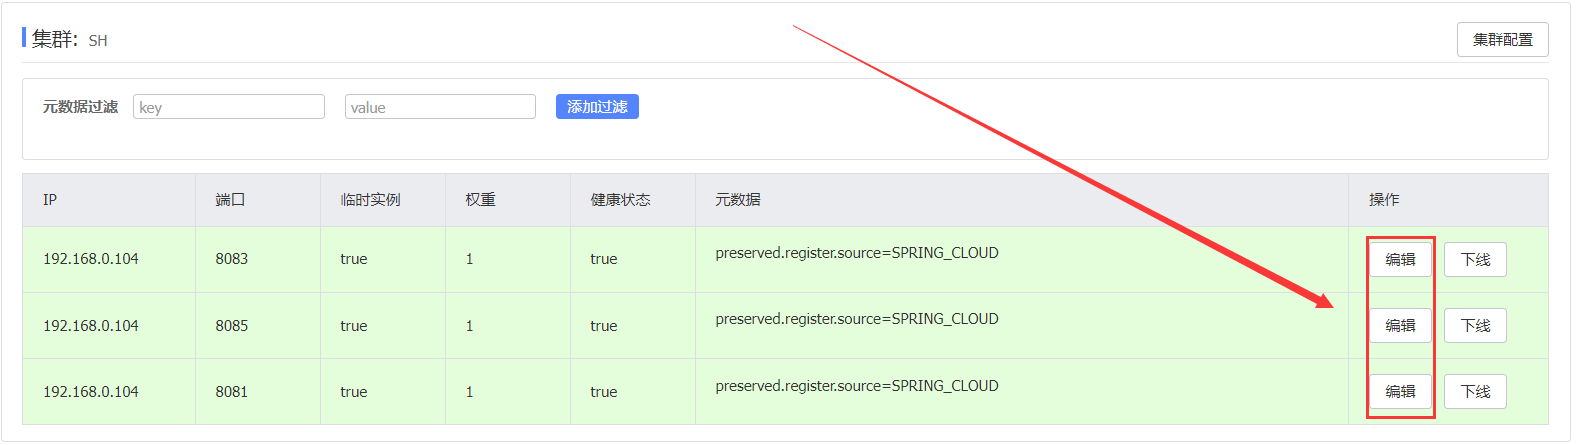 集群: SH
集群配置
元数据过滤 key value 添加过滤
IP 端口 临时实例 权重 健康状态 元数据 操作
192.168.0.104 8083 true 1 true preserved.register.source=SPRING_CLOUD 编辑 下线
192.168.0.104 8085 true 1 true preserved.register.source=SPRING_CLOUD 编辑 下线
192.168.0.104 8081 true 1 true preserved.register.source=SPRING_CLOUD 编辑 下线